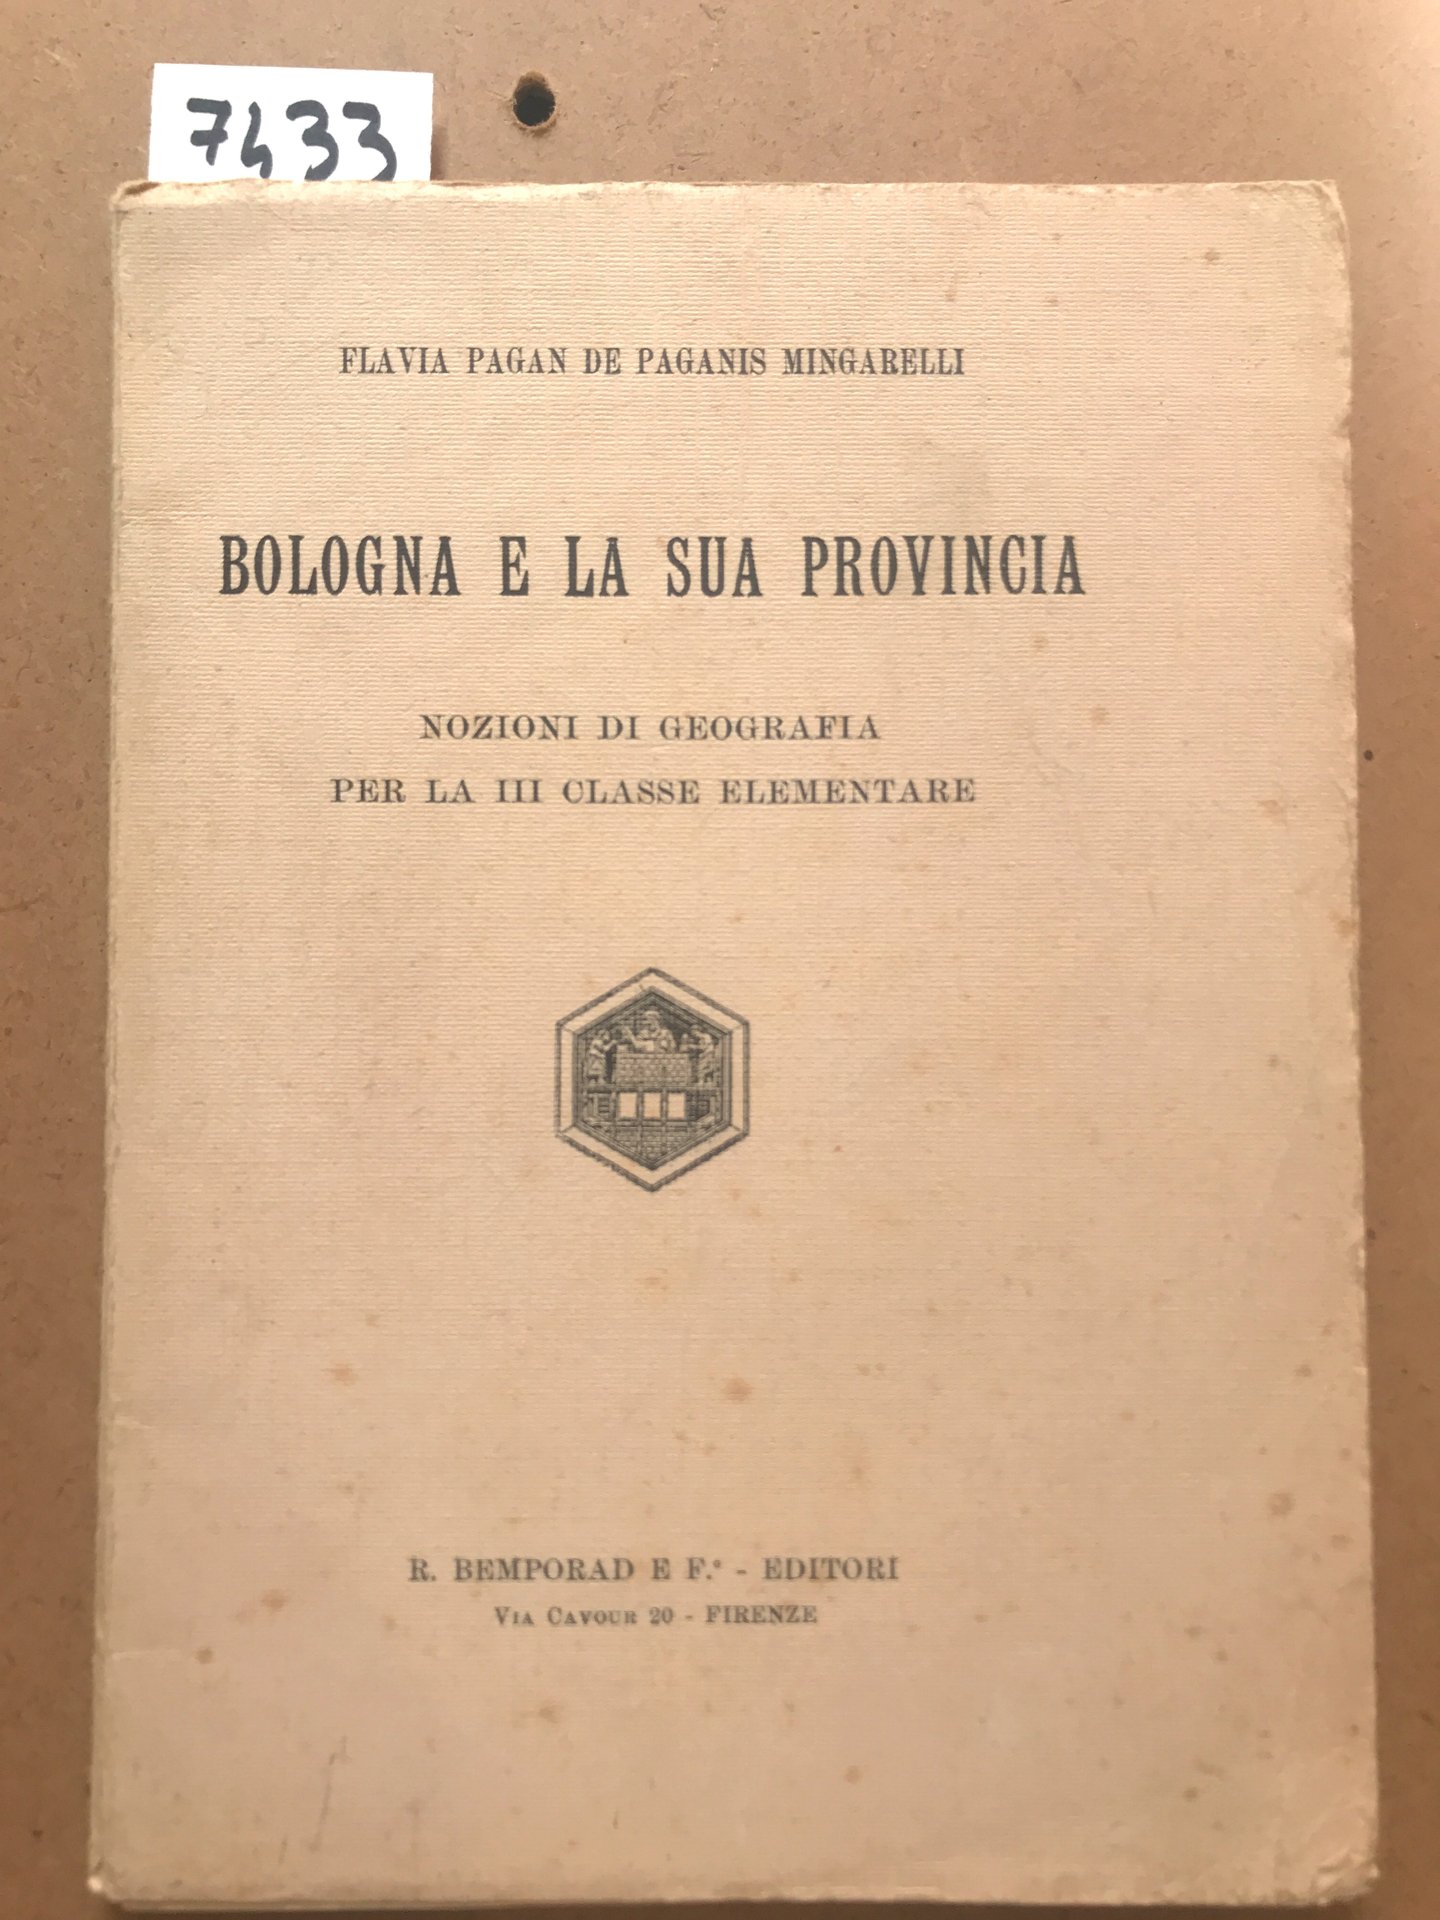 7433
FLAVIA PAGAN DE PAGANIS MINGARELLI
BOLOGNA E LA SUA PROVINCIA
NOZIONI DI GEOGRAFIA
PER LA III CLASSE ELEMENTARE
R. BEMPORAD E F.º - EDITORI
VIA CAVOUR 20 - FIRENZE